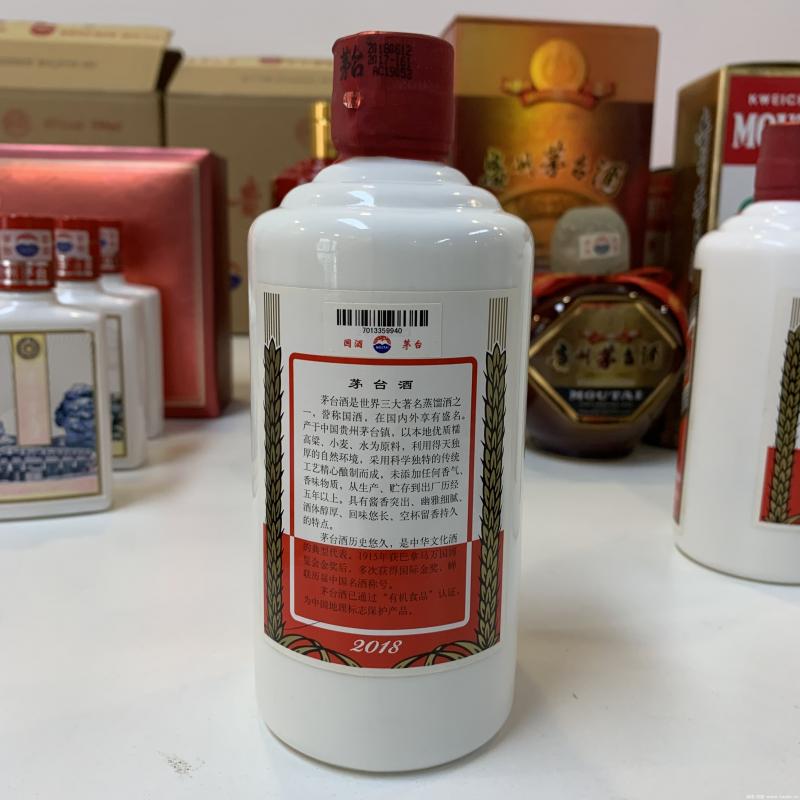 茅台
20180612
2017-161
AC15652
KWEICH
MOU
贵州茅台酒
贵州茅台酒
MOUTAI
7013359940
国酒
茅台
茅台酒
茅台酒是世界三大著名蒸馏酒之
一，誉称国酒，在国内外享有盛名。
产于中国贵州茅台镇，以本地优质糯
高梁、小麦、水为原料，利用得天独
厚的自然环境，采用科学独特的传统
工艺精心酿制而成，未添加任何香气、
香味物质，从生产、贮存到出厂历经
五年以上。具有酱香突出、幽雅细腻、
酒体醇厚、回味悠长、空杯留香持久
的特点。
茅台酒历史悠久，是中华文化酒
的典型代表。1915年获巴拿马万国博
览会金奖后，多次获得国际金奖，蝉
联历届中国名酒称号。
茅台酒已通过“有机食品”认证，
为中国地理标志保护产品。
2018